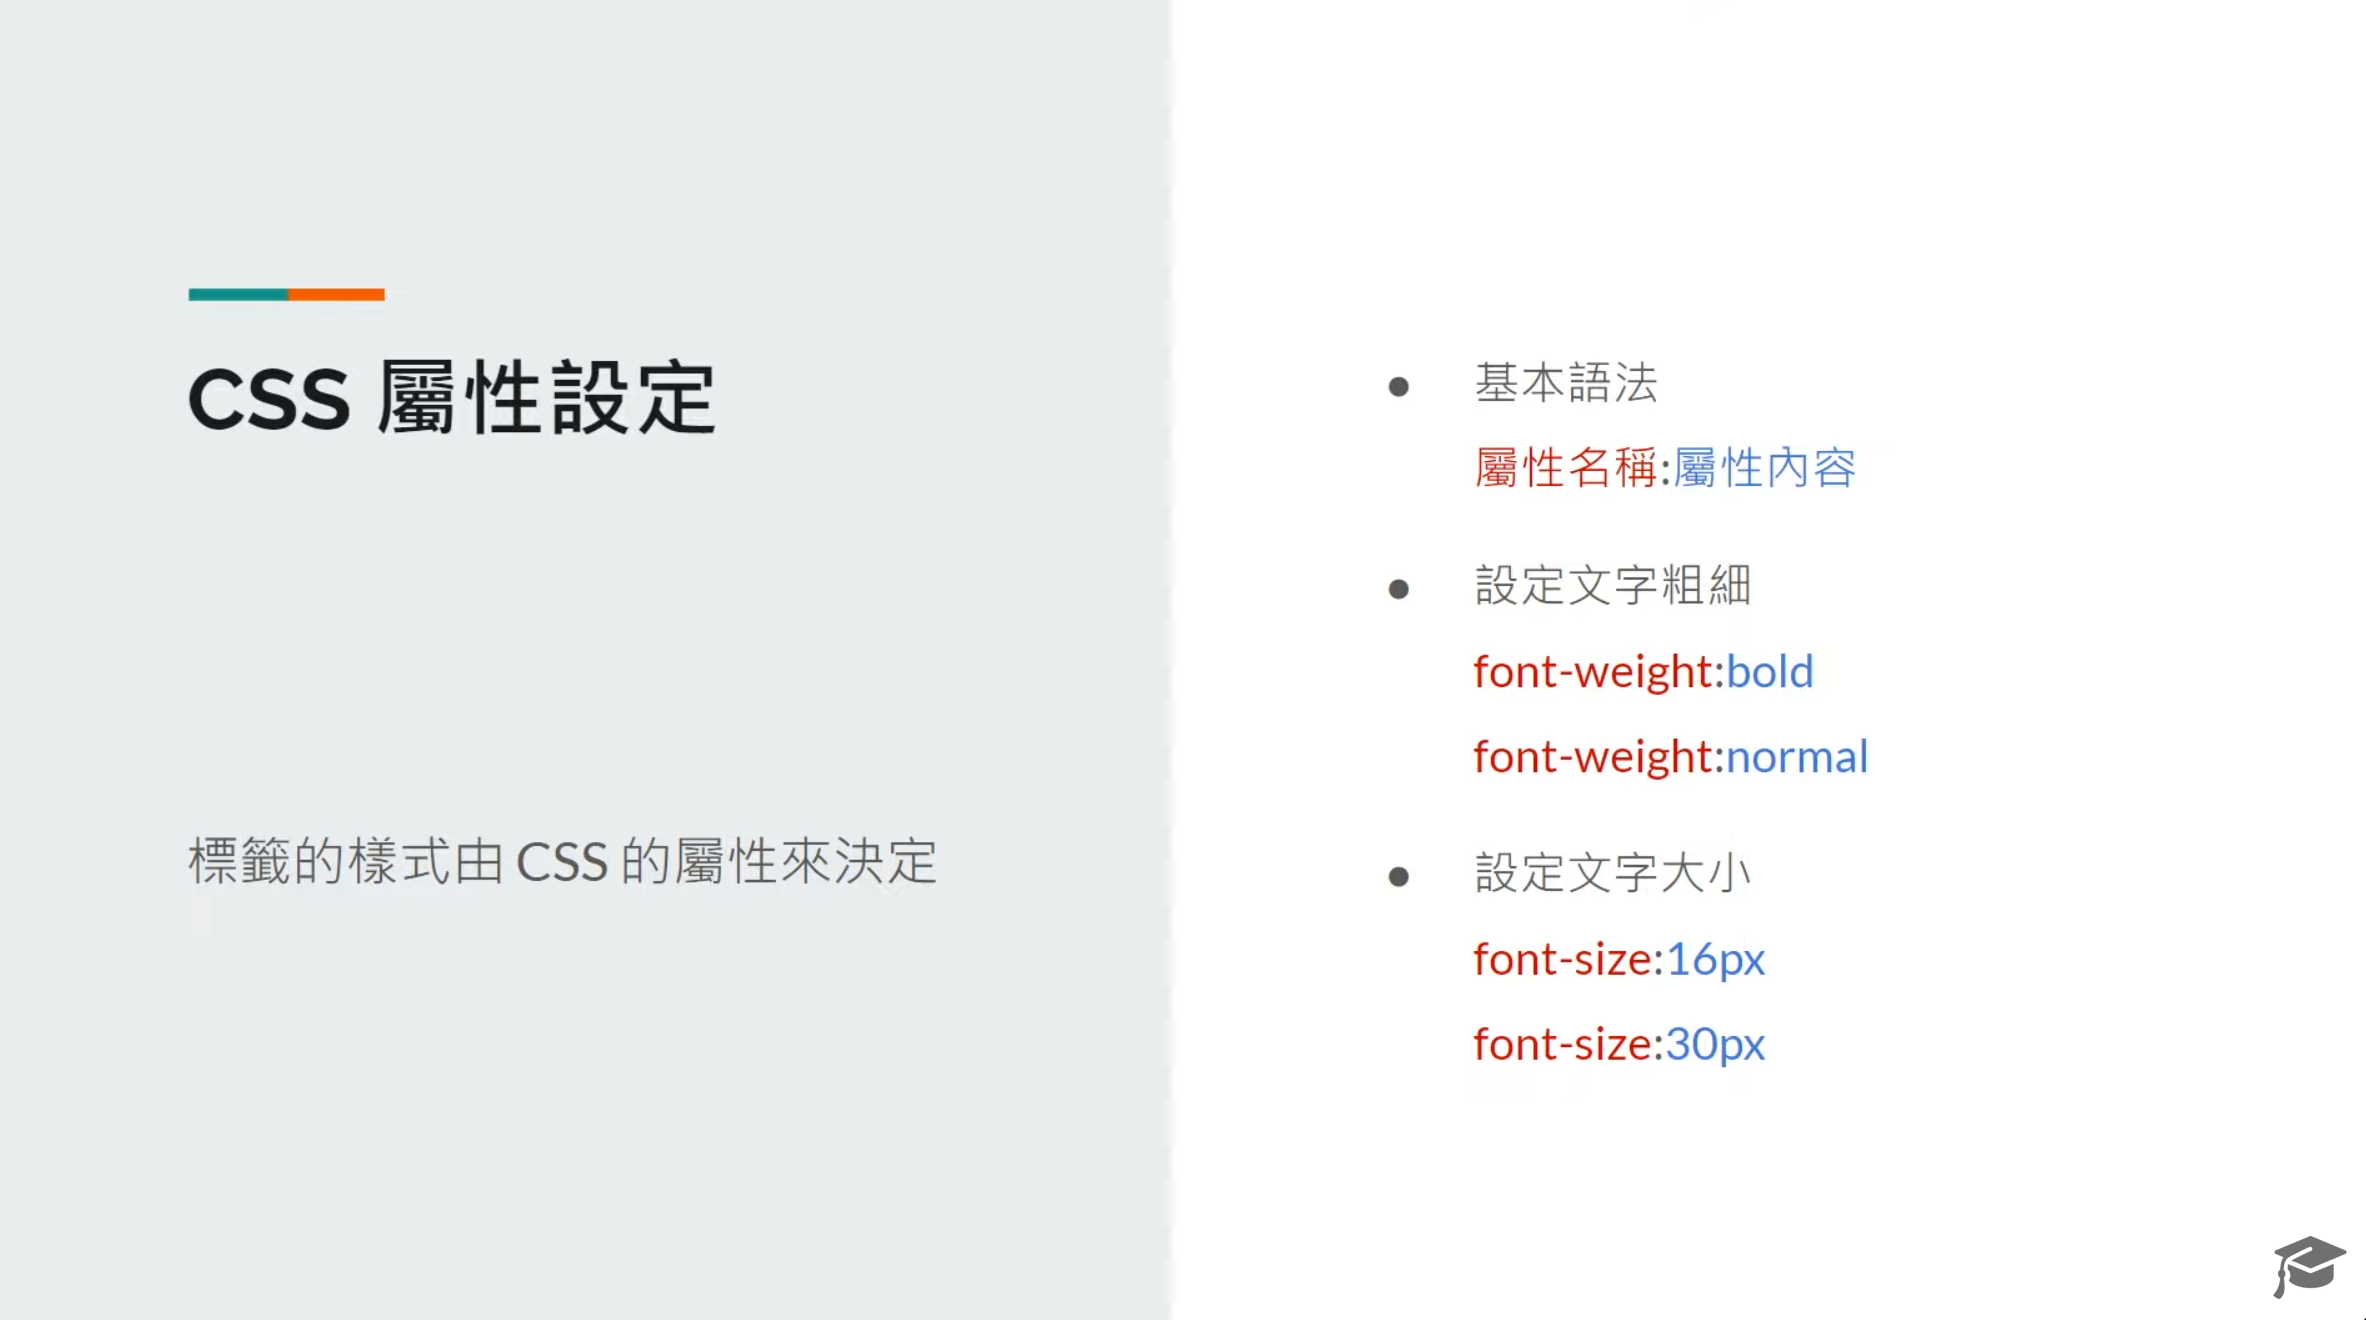 CSS 屬性設定
標籤的樣式由 CSS 的屬性來決定
● 基本語法
屬性名稱:屬性內容
● 設定文字粗細
font-weight:bold
font-weight:normal
● 設定文字大小
font-size:16px
font-size:30px